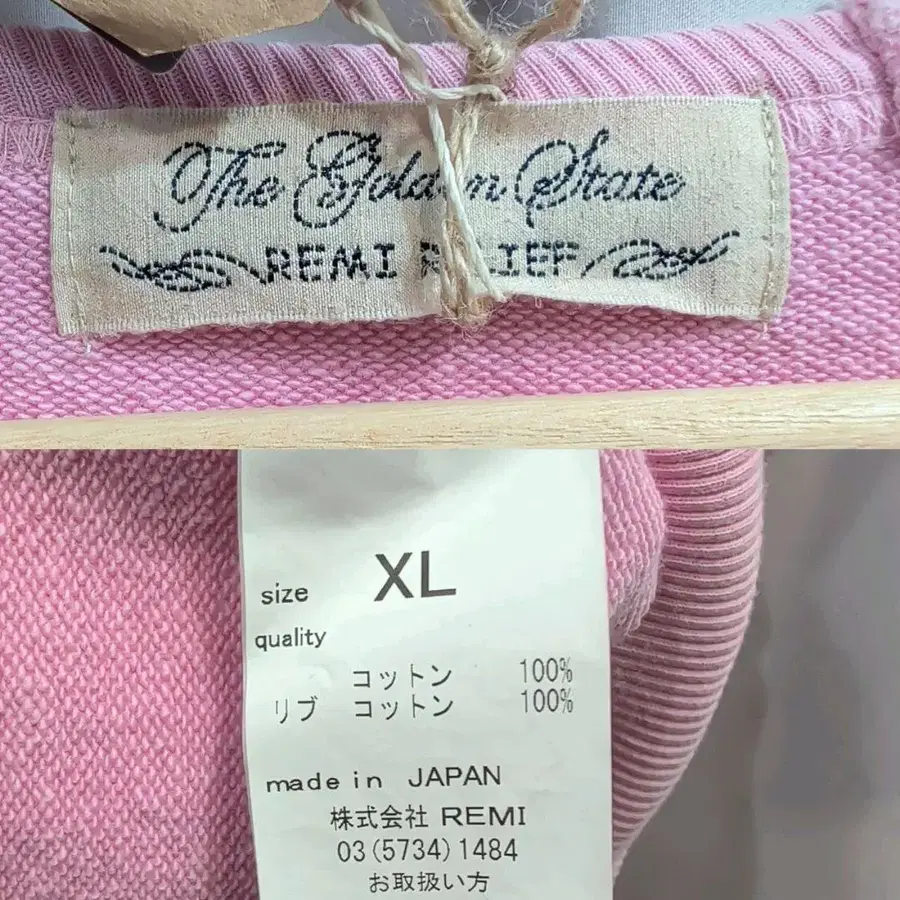 The Golden State
REMI RELIEF
size XL
quality
コットン 100%
リブ コットン 100%
made in JAPAN
株式会社 REMI
03(5734)1484
お取扱い方